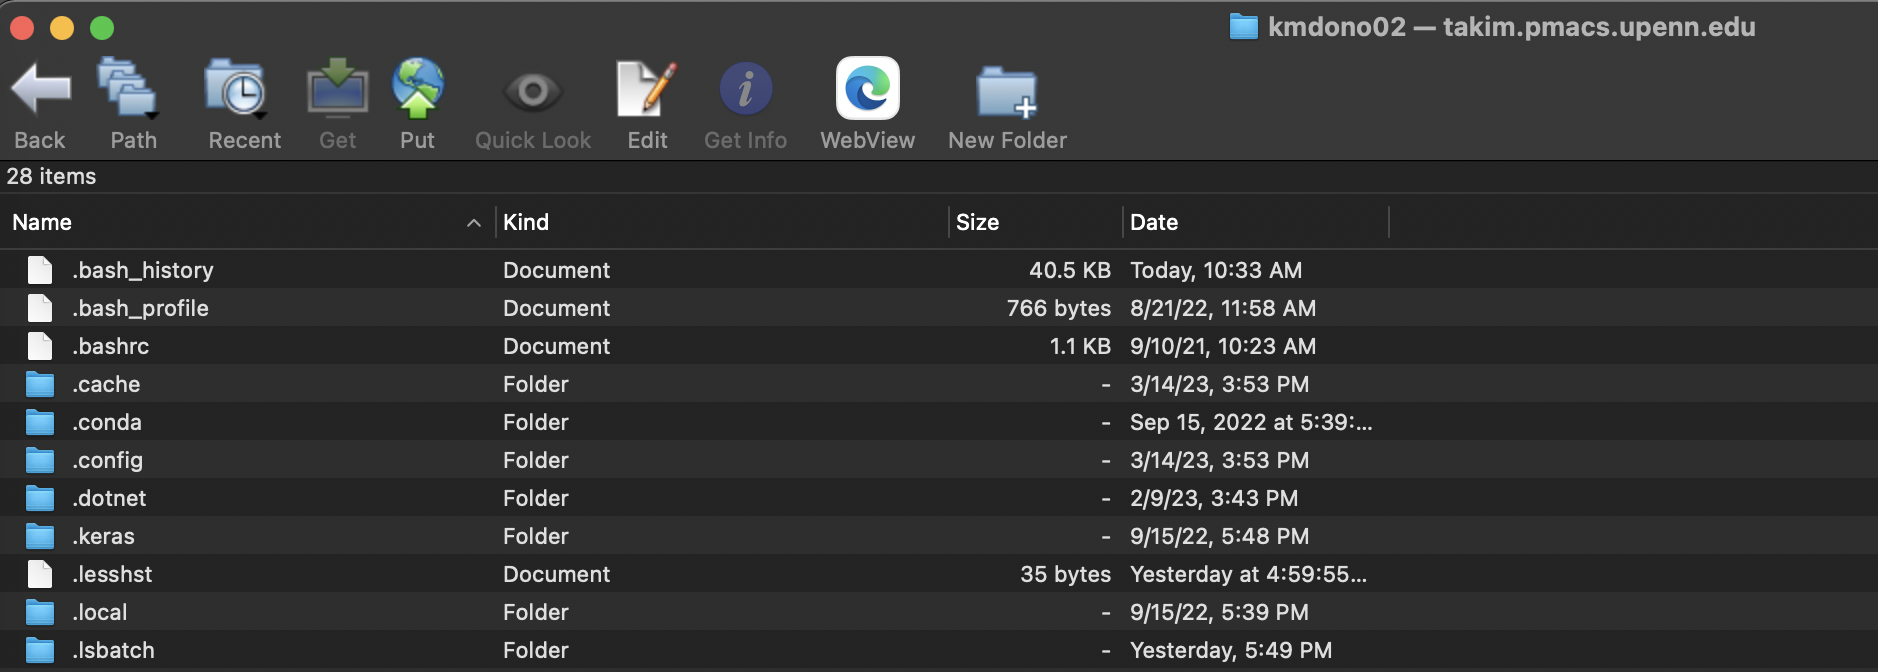 kmdono02 — takim.pmacs.upenn.edu
Back Path Recent Get Put Quick Look Edit Get Info WebView New Folder
28 items
Name Kind Size Date
.bash_history Document 40.5 KB Today, 10:33 AM
.bash_profile Document 766 bytes 8/21/22, 11:58 AM
.bashrc Document 1.1 KB 9/10/21, 10:23 AM
.cache Folder - 3/14/23, 3:53 PM
.conda Folder - Sep 15, 2022 at 5:39:...
.config Folder - 3/14/23, 3:53 PM
.dotnet Folder - 2/9/23, 3:43 PM
.keras Folder - 9/15/22, 5:48 PM
.lesshst Document 35 bytes Yesterday at 4:59:55...
.local Folder - 9/15/22, 5:39 PM
.lsbatch Folder - Yesterday, 5:49 PM